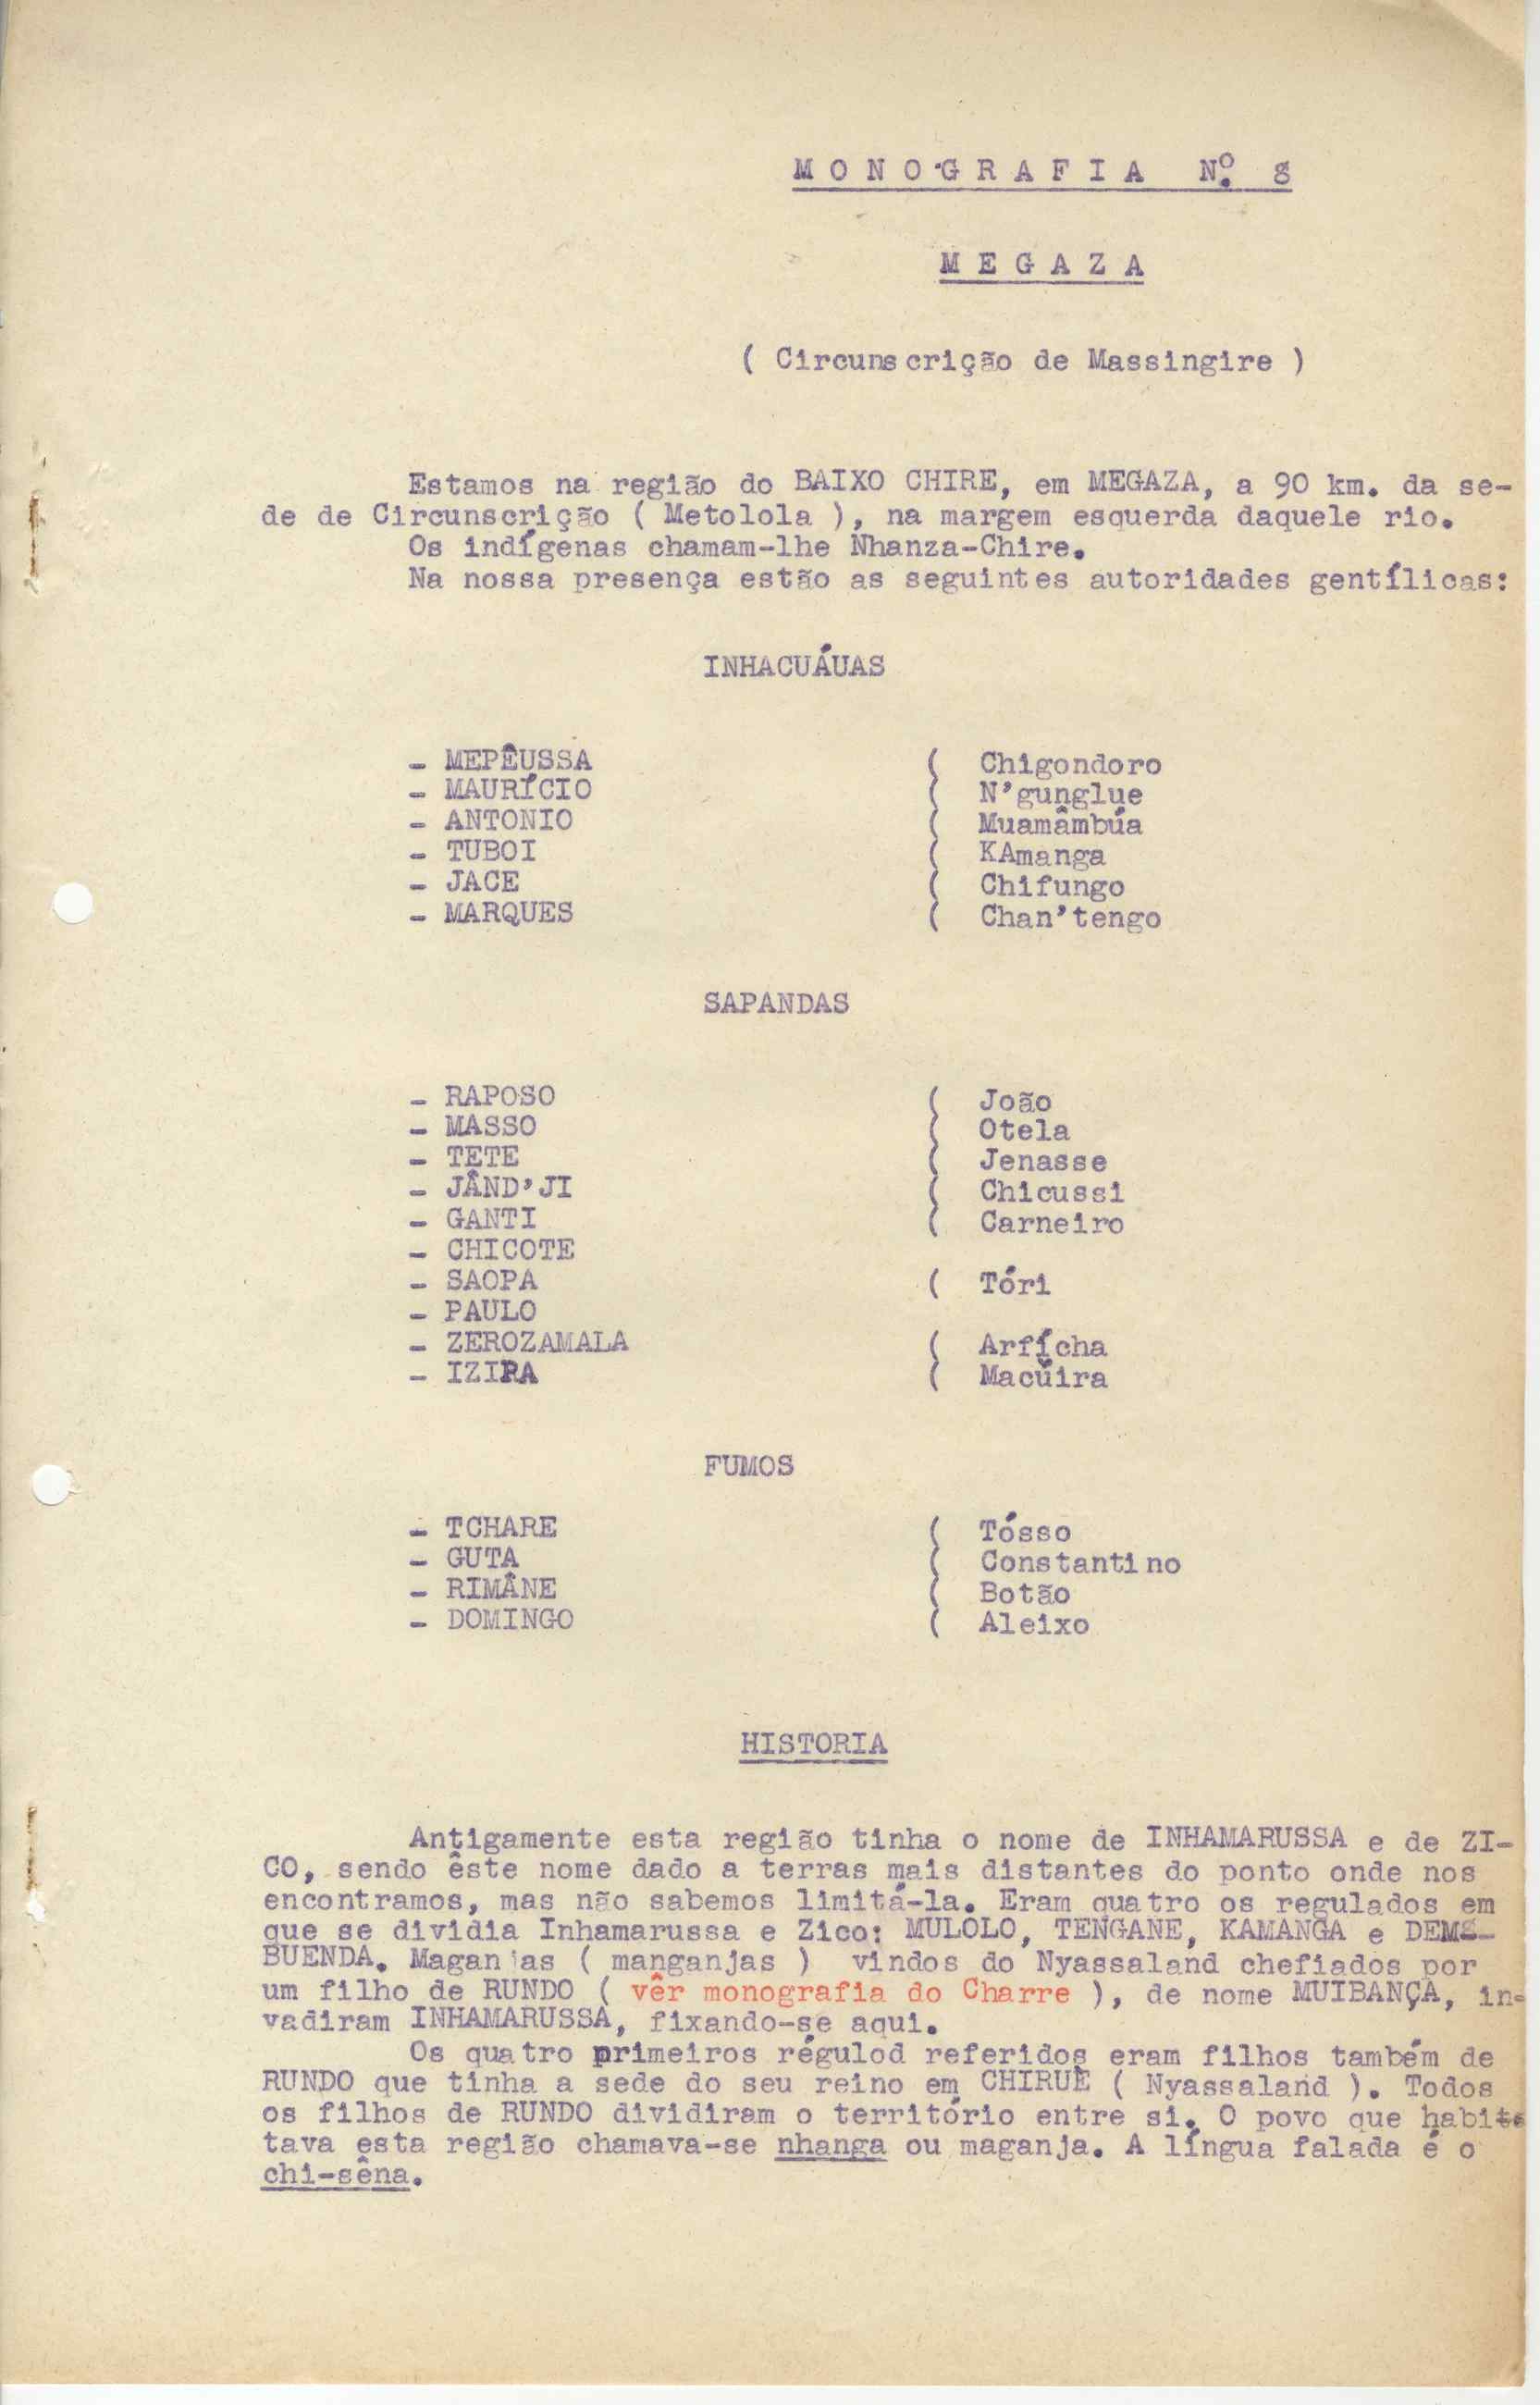 MONOGRAFIA Nº. 8
MEGAZA
( Circunscrição de Massingire )
Estamos na região do BAIXO CHIRE, em MEGAZA, a 90 km. da se-
de de Circunscrição ( Metolola ), na margem esquerda daquele rio.
Os indígenas chamam-lhe Nhanza-Chire.
Na nossa presença estão as seguintes autoridades gentílicas:
INHACUÁUAS
- MEPÊUSSA ( Chigondoro
- MAURÍCIO ( N'gunglue
- ANTONIO ( Muamâmbúa
- TUBOI ( KAmanga
- JACE ( Chifungo
- MARQUES ( Chan'tengo
SAPANDAS
- RAPOSO ( João
- MASSO ( Otela
- TETE ( Jenasse
- JÂND'JI ( Chicussi
- GANTI ( Carneiro
- CHICOTE
- SAOPA ( Tóri
- PAULO
- ZEROZAMALA ( Arfícha
- IZIRA ( Macúira
FUMOS
- TCHARE ( Tósso
- GUTA ( Constantino
- RIMÂNE ( Botão
- DOMINGO ( Aleixo
HISTORIA
Antigamente esta região tinha o nome de INHAMARUSSA e de ZI-
CO, sendo êste nome dado a terras mais distantes do ponto onde nos
encontramos, mas não sabemos limitá-la. Eram quatro os regulados em
que se dividia Inhamarussa e Zico: MULOLO, TENGANE, KAMANGA e DEM-
BUENDA. Maganjas ( manganjas ) vindos do Nyassaland chefiados por
um filho de RUNDO ( vêr monografia do Charre ), de nome MUIBANÇA, in-
vadiram INHAMARUSSA, fixando-se aqui.
Os quatro primeiros régulod referidos eram filhos também de
RUNDO que tinha a sede do seu reino em CHIRUÈ ( Nyassaland ). Todos
os filhos de RUNDO dividiram o território entre si. O povo que habi-
tava esta região chamava-se nhanga ou maganja. A língua falada é o
chi-sêna.